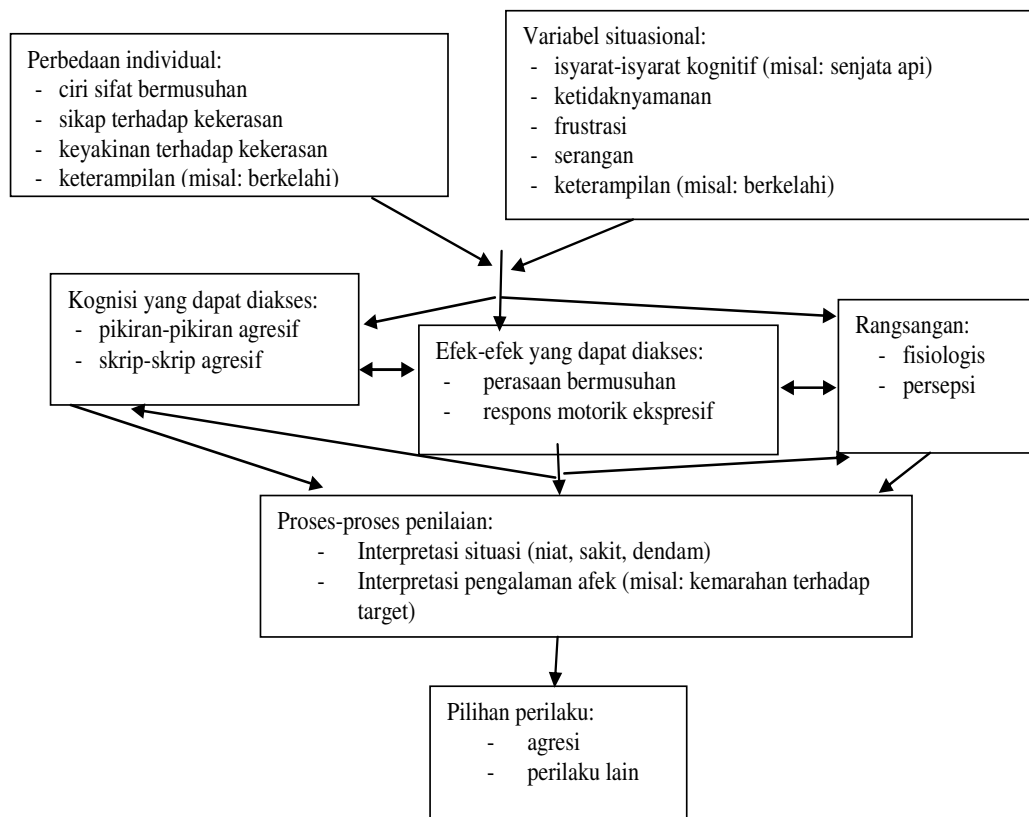 Perbedaan individual:
- ciri sifat bermusuhan
- sikap terhadap kekerasan
- keyakinan terhadap kekerasan
- keterampilan (misal: berkelahi)
Variabel situasional:
- isyarat-isyarat kognitif (misal: senjata api)
- ketidaknyamanan
- frustrasi
- serangan
- keterampilan (misal: berkelahi)
Kognisi yang dapat diakses:
- pikiran-pikiran agresif
- skrip-skrip agresif
Efek-efek yang dapat diakses:
- perasaan bermusuhan
- respons motorik ekspresif
Rangsangan:
- fisiologis
- persepsi
Proses-proses penilaian:
- Interpretasi situasi (niat, sakit, dendam)
- Interpretasi pengalaman afek (misal: kemarahan terhadap
target)
Pilihan perilaku:
- agresi
- perilaku lain